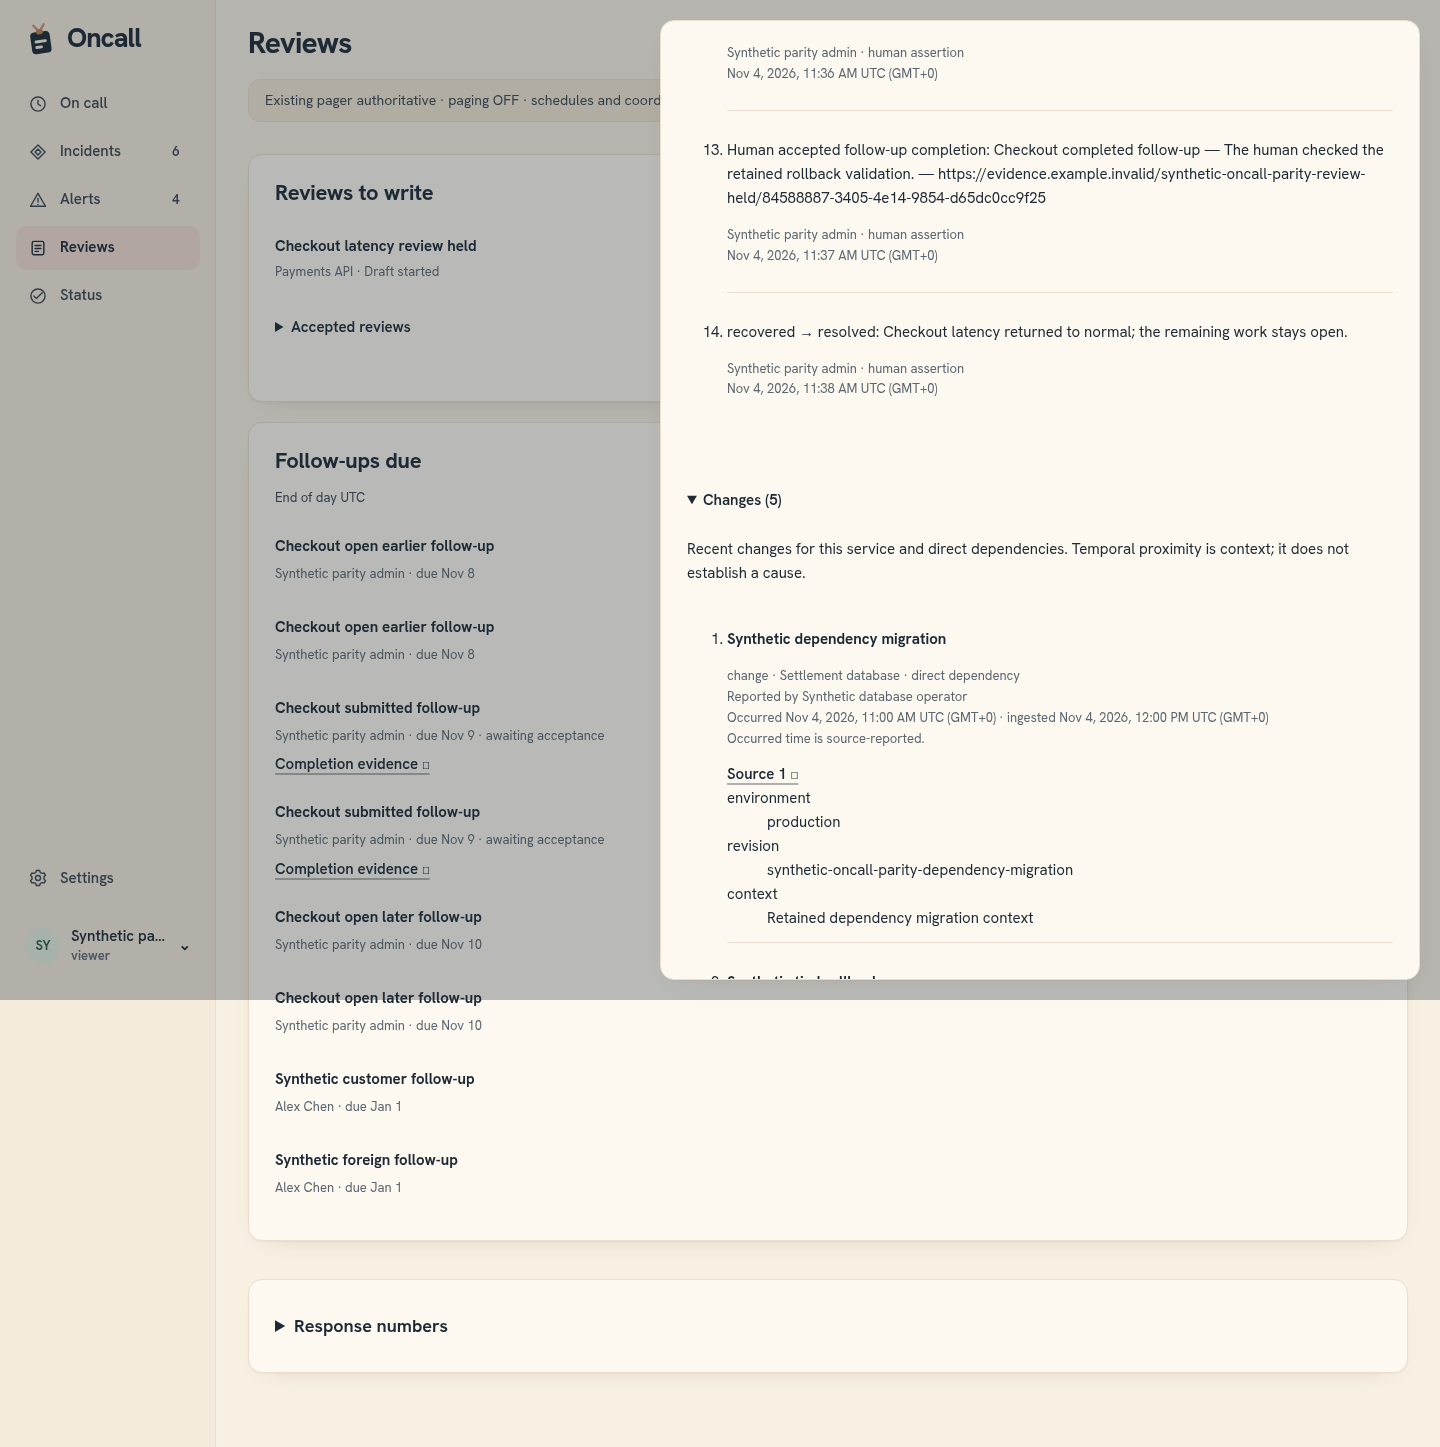 Oncall
On call
Incidents 6
Alerts 4
Reviews
Status
Settings
SY
Synthetic pa...
viewer
Reviews
Existing pager authoritative · paging OFF · schedules and coord
Reviews to write
Checkout latency review held
Payments API · Draft started
Accepted reviews
Follow-ups due
End of day UTC
Checkout open earlier follow-up
Synthetic parity admin · due Nov 8
Checkout open earlier follow-up
Synthetic parity admin · due Nov 8
Checkout submitted follow-up
Synthetic parity admin · due Nov 9 · awaiting acceptance
Completion evidence
Checkout submitted follow-up
Synthetic parity admin · due Nov 9 · awaiting acceptance
Completion evidence
Checkout open later follow-up
Synthetic parity admin · due Nov 10
Checkout open later follow-up
Synthetic parity admin · due Nov 10
Synthetic customer follow-up
Alex Chen · due Jan 1
Synthetic foreign follow-up
Alex Chen · due Jan 1
Response numbers
Synthetic parity admin · human assertion
Nov 4, 2026, 11:36 AM UTC (GMT+0)
13. Human accepted follow-up completion: Checkout completed follow-up — The human checked the
retained rollback validation. — https://evidence.example.invalid/synthetic-oncall-parity-review-
held/84588887-3405-4e14-9854-d65dc0cc9f25
Synthetic parity admin · human assertion
Nov 4, 2026, 11:37 AM UTC (GMT+0)
14. recovered → resolved: Checkout latency returned to normal; the remaining work stays open.
Synthetic parity admin · human assertion
Nov 4, 2026, 11:38 AM UTC (GMT+0)
Changes (5)
Recent changes for this service and direct dependencies. Temporal proximity is context; it does not
establish a cause.
1. Synthetic dependency migration
change · Settlement database · direct dependency
Reported by Synthetic database operator
Occurred Nov 4, 2026, 11:00 AM UTC (GMT+0) · ingested Nov 4, 2026, 12:00 PM UTC (GMT+0)
Occurred time is source-reported.
Source 1
environment
production
revision
synthetic-oncall-parity-dependency-migration
context
Retained dependency migration context